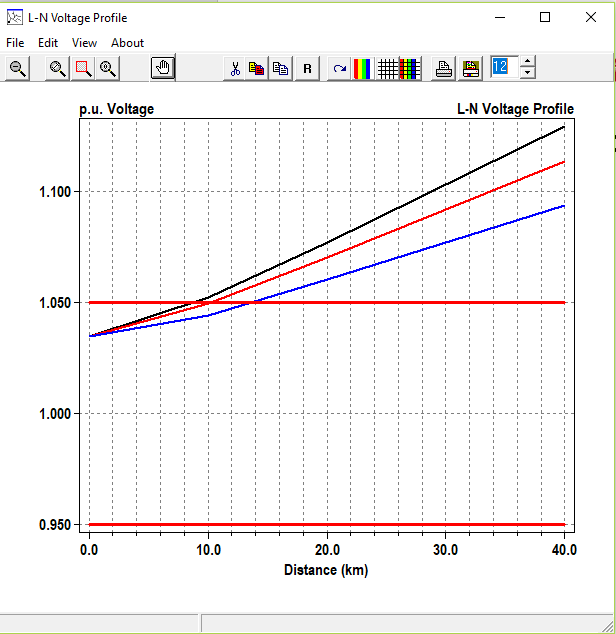 L-N Voltage Profile
File Edit View About
R
12
p.u. Voltage L-N Voltage Profile
1.100
1.050
1.000
0.950
0.0 10.0 20.0 30.0 40.0
Distance (km)